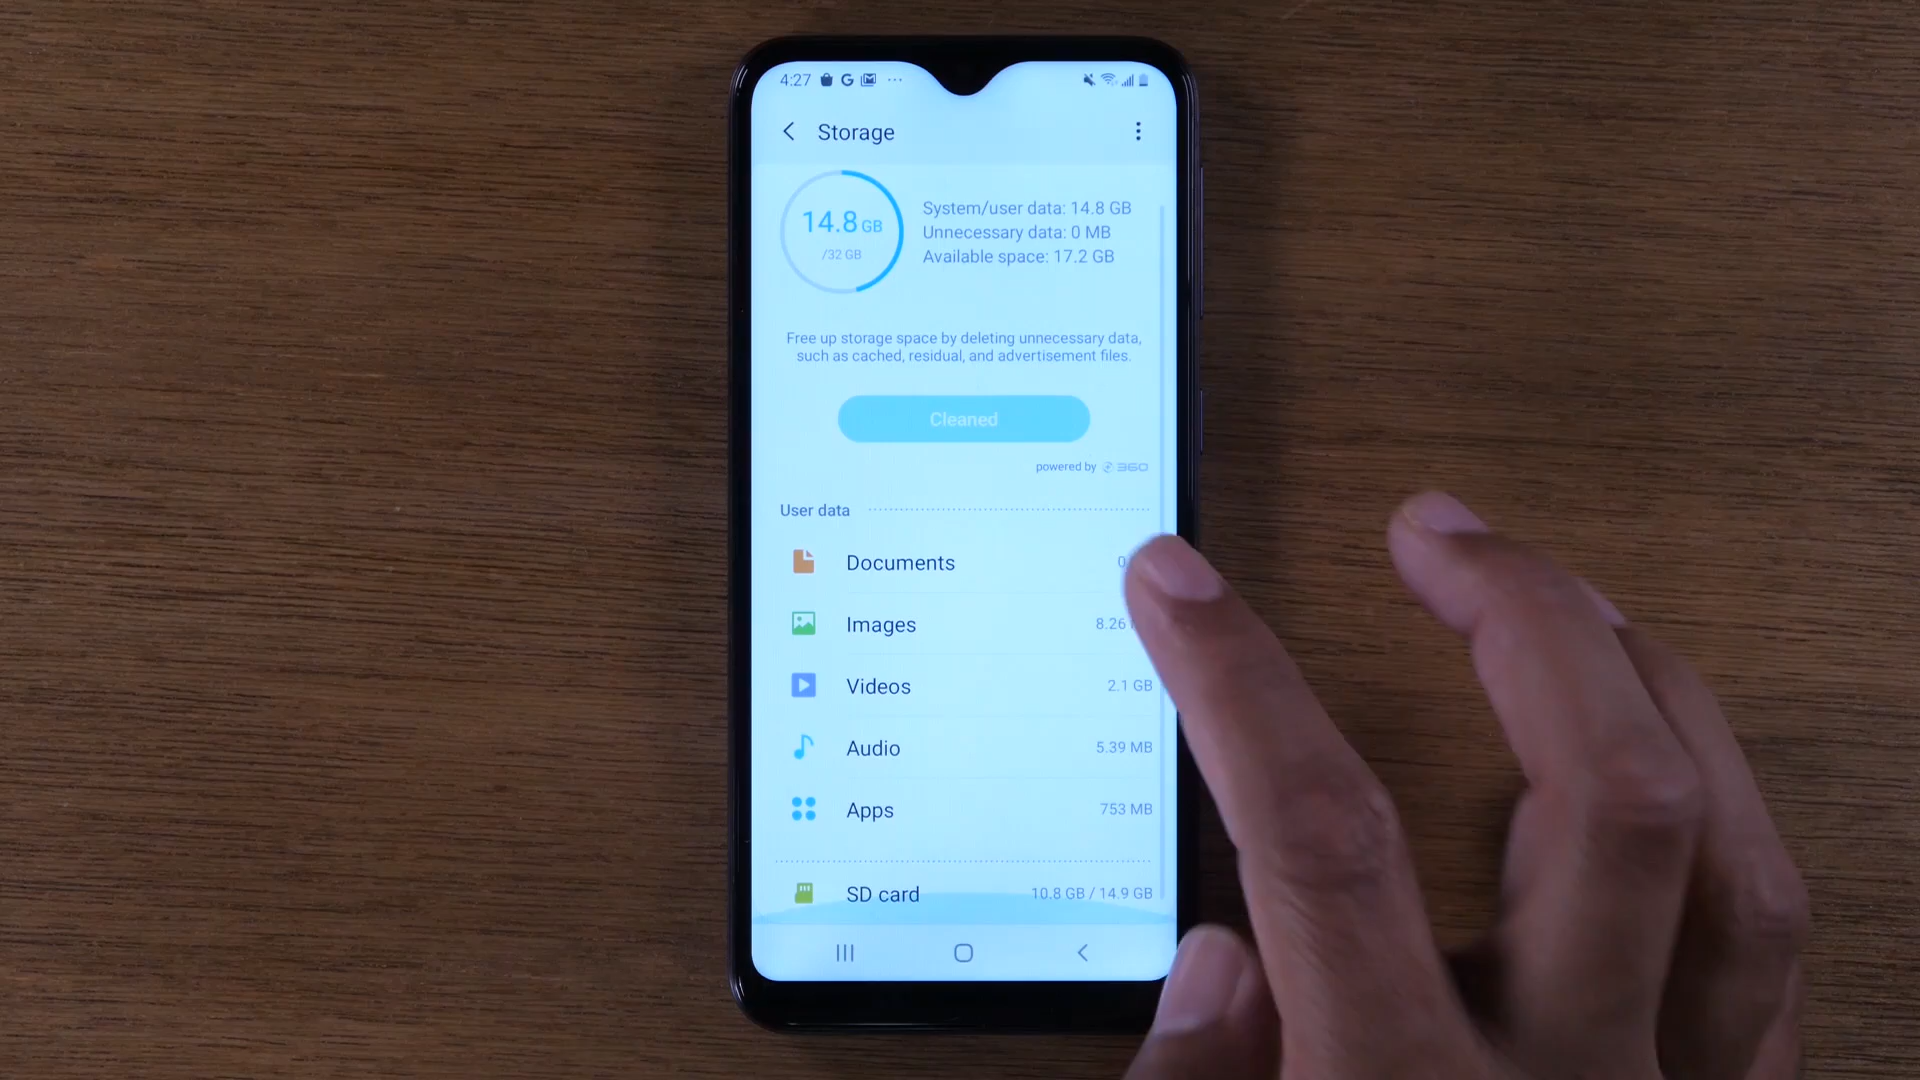 4:27 G
Storage
14.8 GB
/32 GB
System/user data: 14.8 GB
Unnecessary data: 0 MB
Available space: 17.2 GB
Free up storage space by deleting unnecessary data,
such as cached, residual, and advertisement files.
Cleaned
powered by 360
User data
Documents 0
Images 8.26
Videos 2.1 GB
Audio 5.39 MB
Apps 753 MB
SD card 10.8 GB / 14.9 GB